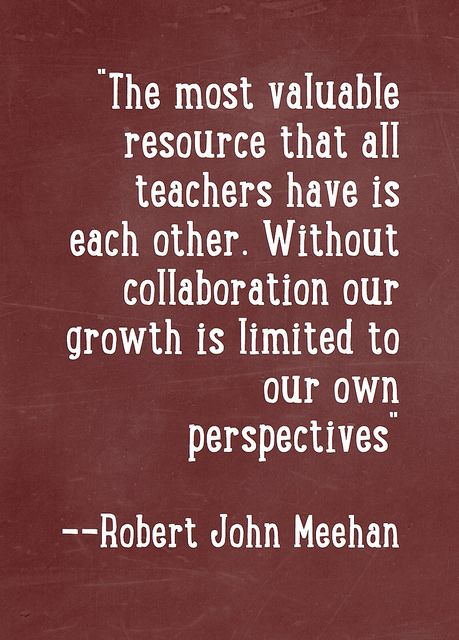 "The most valuable
resource that all
teachers have is
each other. Without
collaboration our
growth is limited to
our own
perspectives"
--Robert John Meehan